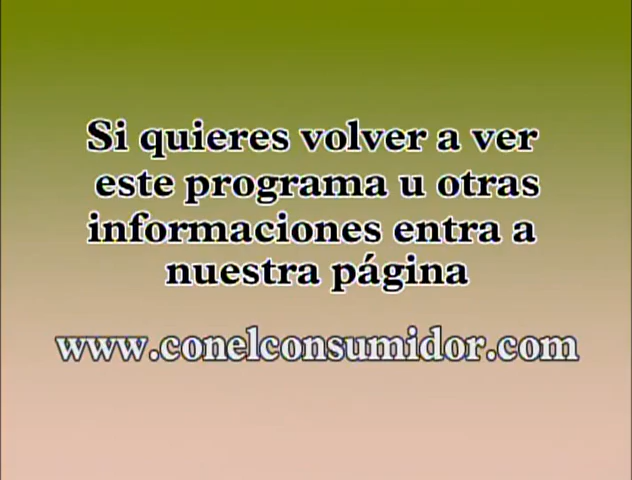 Si quieres volver a ver
este programa u otras
informaciones entra a
nuestra página
www.conelconsumidor.com